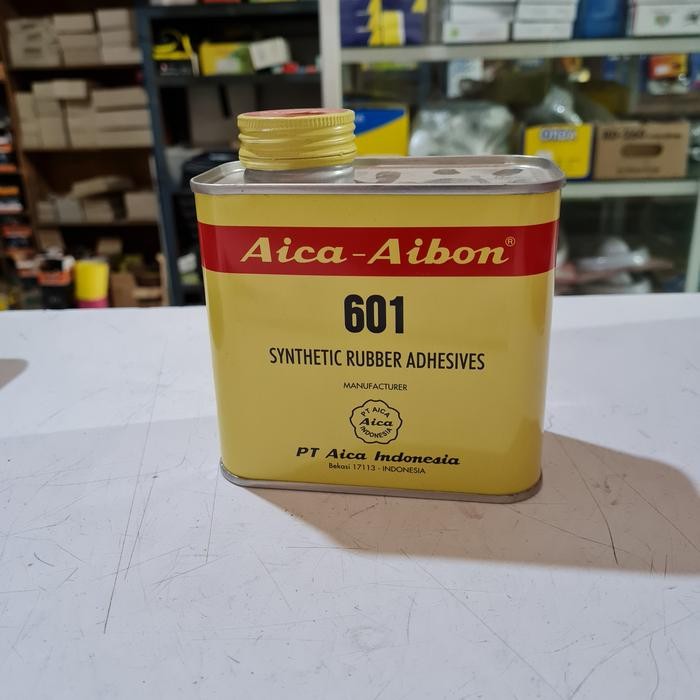 Aica-Aibon®
601
SYNTHETIC RUBBER ADHESIVES
MANUFACTURER
PT AICA
Aica
INDONESIA
PT Aica Indonesia
Bekasi 17113 - INDONESIA